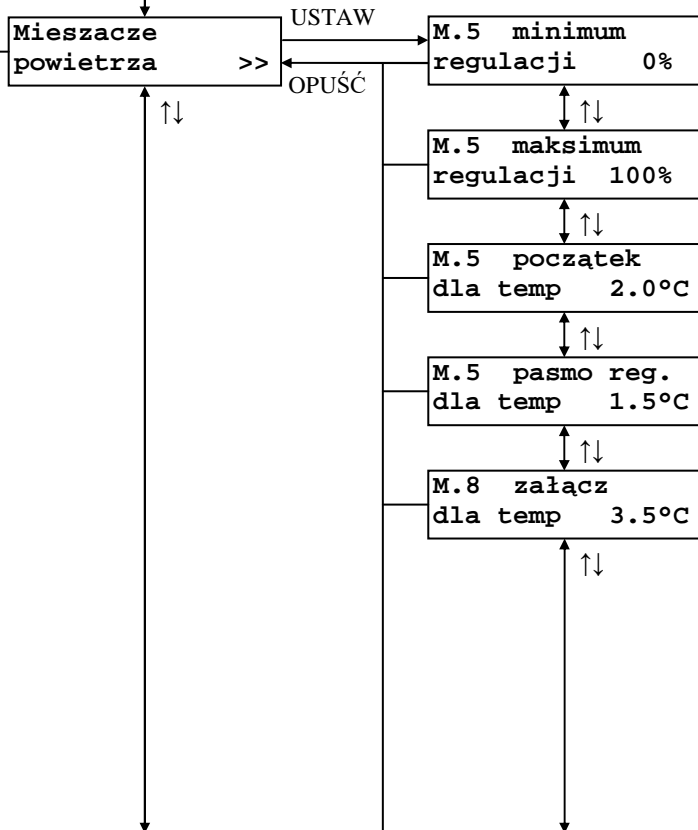 Mieszacze
powietrza >>
USTAW
OPUŚĆ
↑↓
M.5 minimum
regulacji 0%
↑↓
M.5 maksimum
regulacji 100%
↑↓
M.5 początek
dla temp 2.0°C
↑↓
M.5 pasmo reg.
dla temp 1.5°C
↑↓
M.8 załącz
dla temp 3.5°C
↑↓